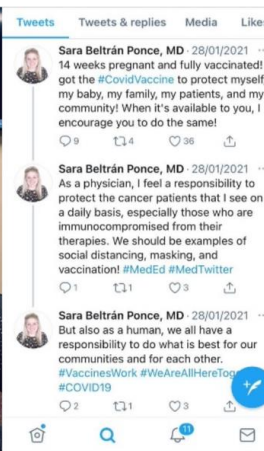 Tweets Tweets & replies Media Likes
Sara Beltrán Ponce, MD · 28/01/2021
14 weeks pregnant and fully vaccinated! I
got the #CovidVaccine to protect myself,
my baby, my family, my patients, and my
community! When it's available to you, I
encourage you to do the same!
9 4 36
Sara Beltrán Ponce, MD · 28/01/2021
As a physician, I feel a responsibility to
protect the cancer patients that I see on
a daily basis, especially those who are
immunocompromised from their
therapies. We should be examples of
social distancing, masking, and
vaccination! #MedEd #MedTwitter
1 1 3
Sara Beltrán Ponce, MD · 28/01/2021
But also as a human, we all have a
responsibility to do what is best for our
communities and for each other.
#VaccinesWork #WeAreAllHereTog
#COVID19
2 1 3
11